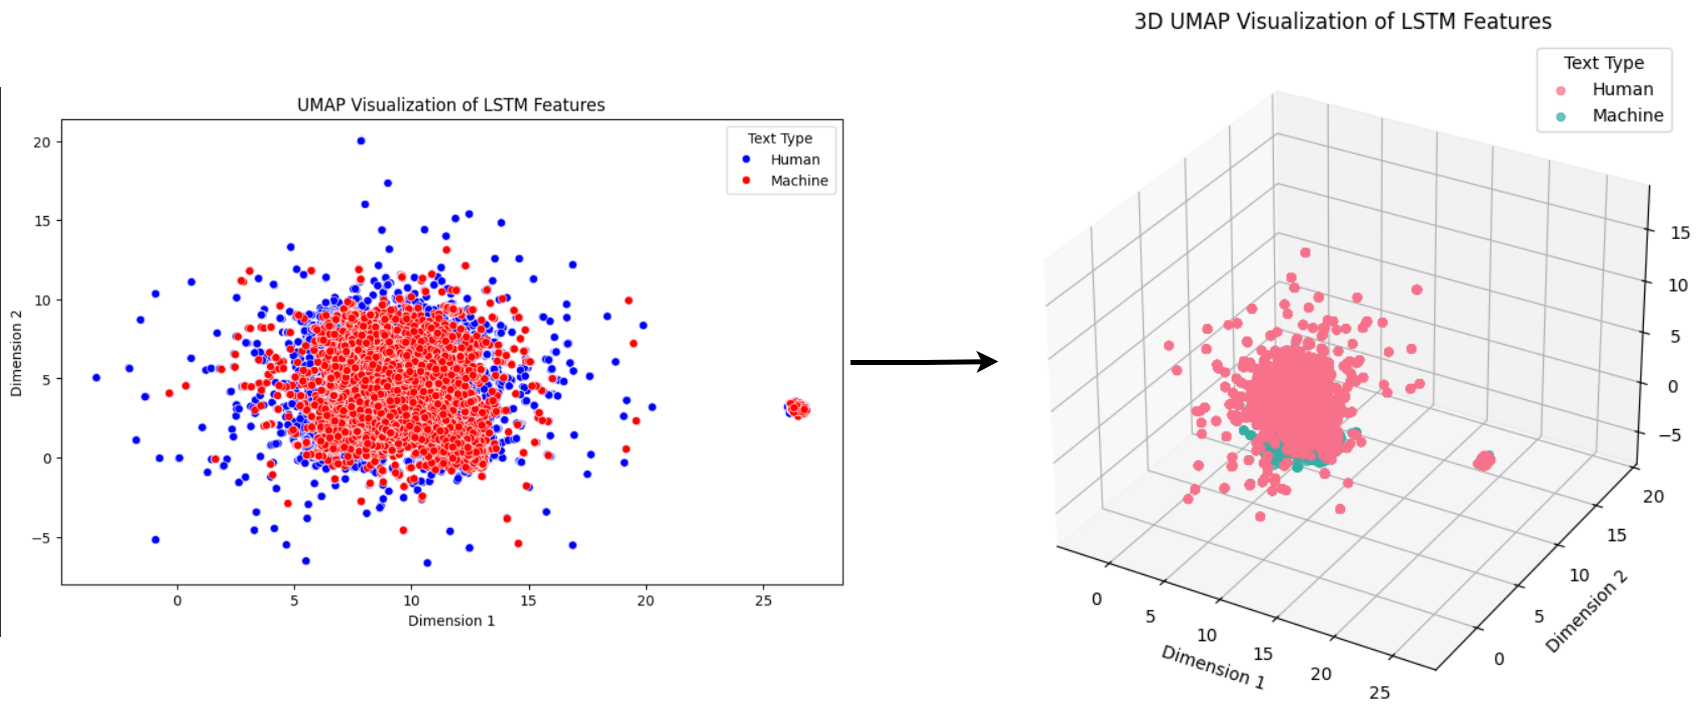 UMAP Visualization of LSTM Features
Text Type
Human
Machine
20
15
10
5
0
−5
Dimension 2
0
5
10
15
20
25
Dimension 1
3D UMAP Visualization of LSTM Features
Text Type
Human
Machine
15
10
5
0
−5
20
15
10
5
0
Dimension 2
0
5
10
15
20
25
Dimension 1